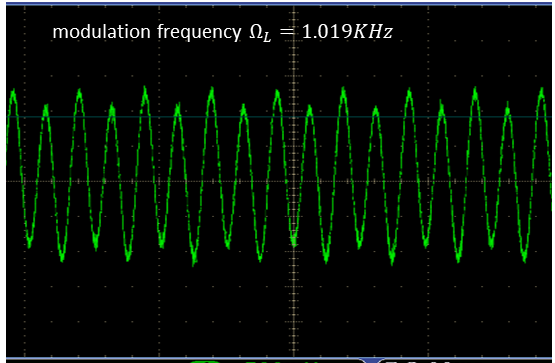 modulation frequency Ω_L = 1.019KHz